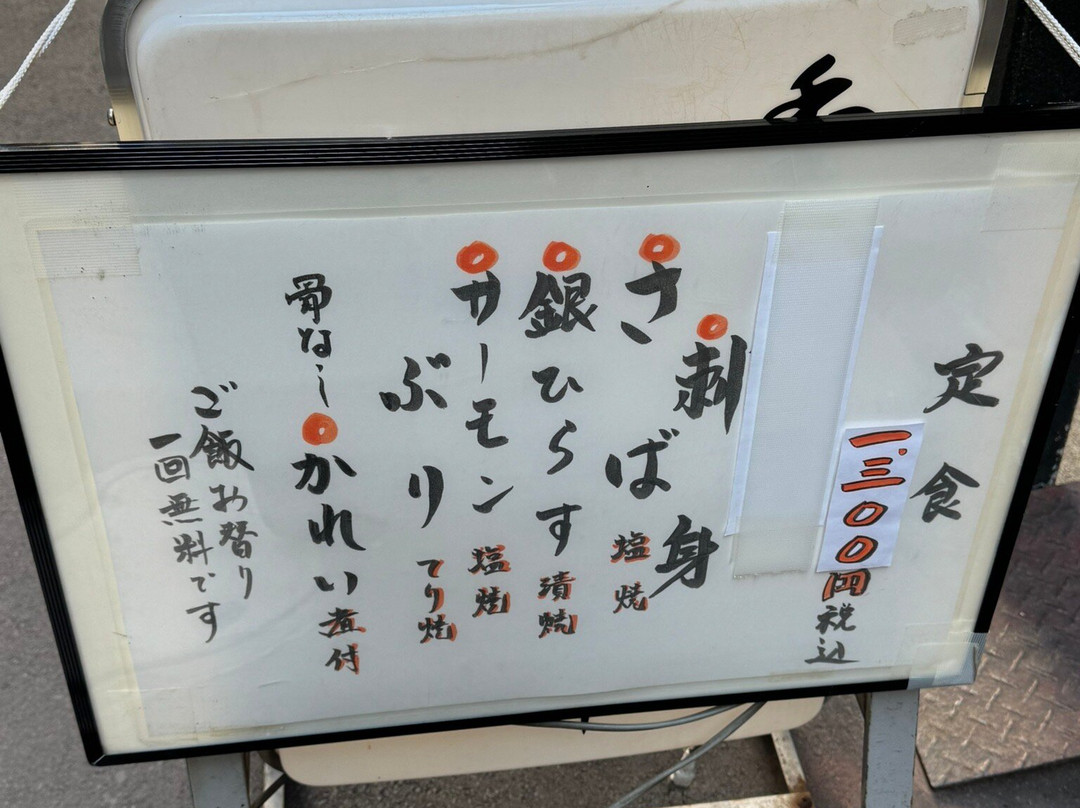 定食
一.三〇〇円税込
刺身
さば塩焼
銀ひらす漬焼
サーモン塩焼
ぶりてり焼
骨なしかれい煮付
ご飯お替り
一回無料です